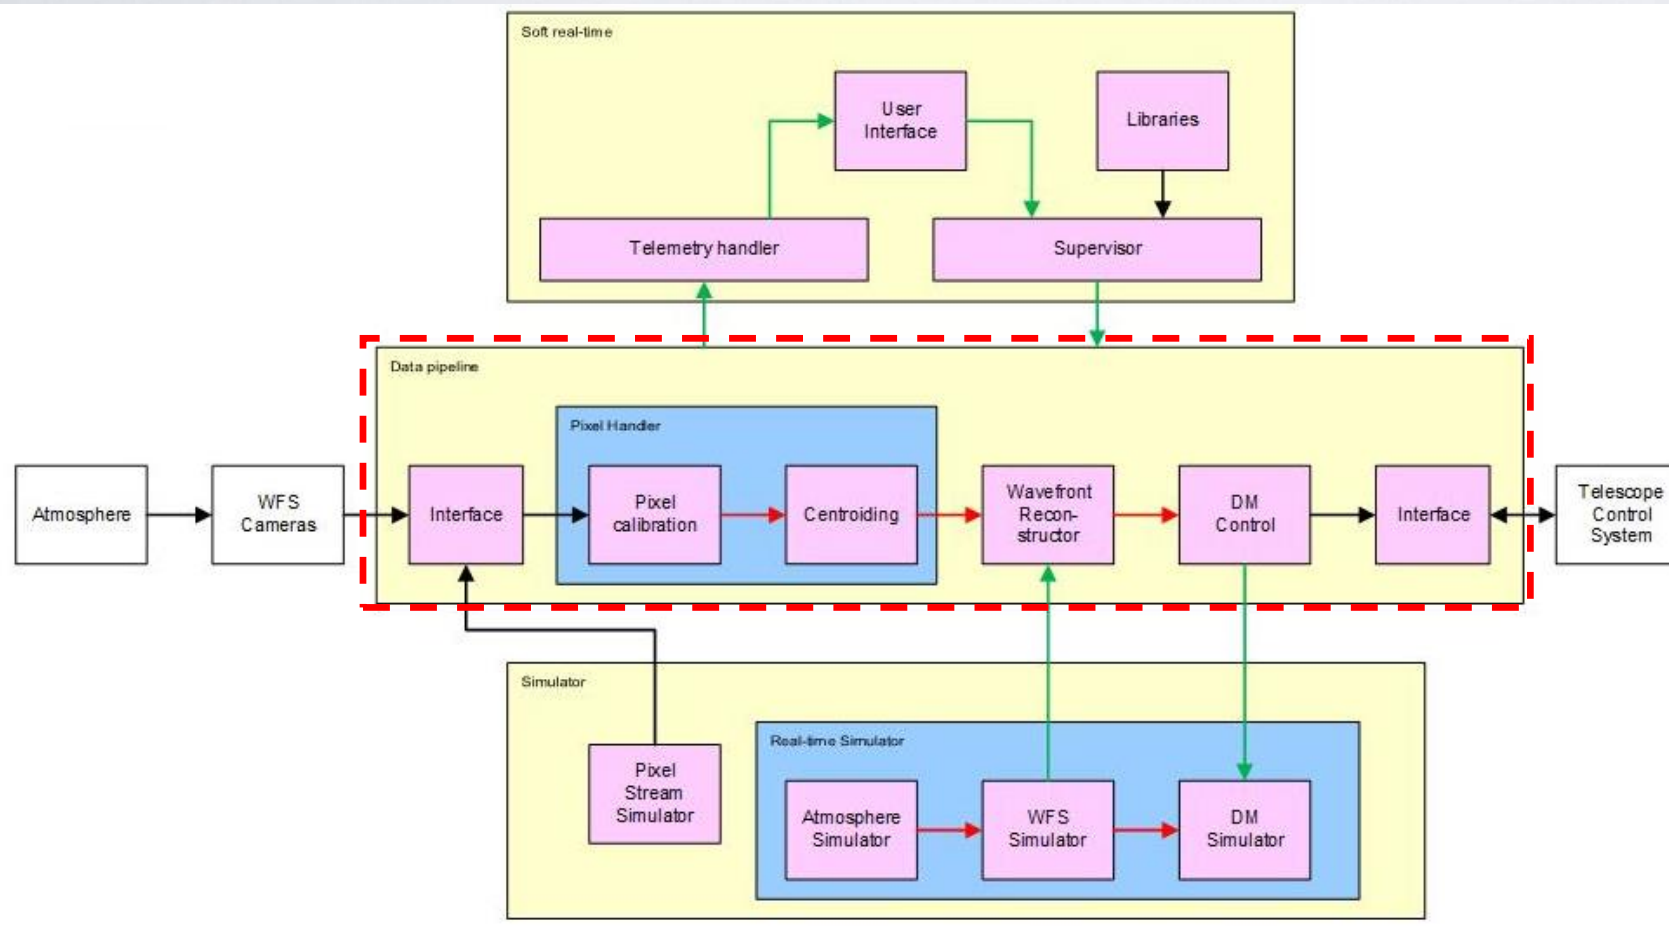 Soft real-time
User
Interface
Libraries
Telemetry handler
Supervisor
Data pipeline
Pixel Handler
Atmosphere
WFS
Cameras
Interface
Pixel
calibration
Centroiding
Wavefront
Recon-
structor
DM
Control
Interface
Telescope
Control
System
Simulator
Pixel
Stream
Simulator
Real-time Simulator
Atmosphere
Simulator
WFS
Simulator
DM
Simulator